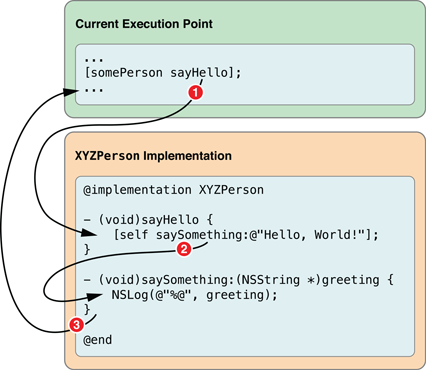 Current Execution Point
...
[somePerson sayHello];
...
1
XYZPerson Implementation
@implementation XYZPerson
- (void)sayHello {
[self saySomething:@"Hello, World!"];
}
2
- (void)saySomething:(NSString *)greeting {
NSLog(@"%@", greeting);
}
3
@end